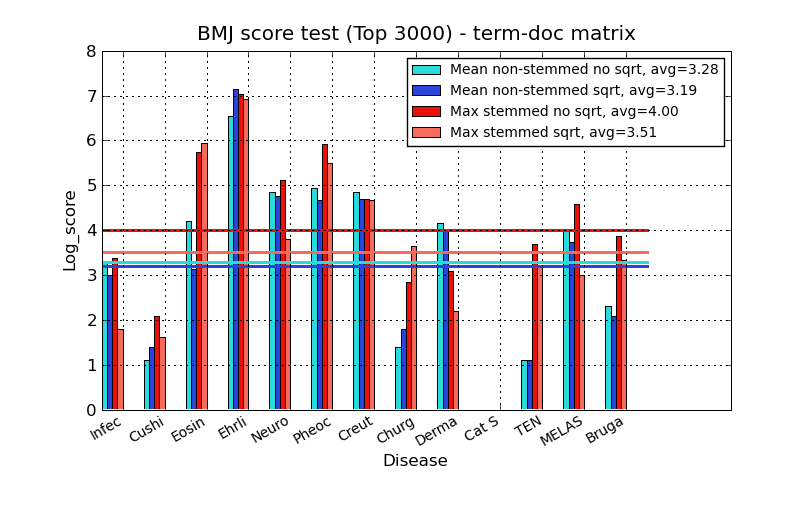 BMJ score test (Top 3000) - term-doc matrix
Mean non-stemmed no sqrt, avg=3.28
Mean non-stemmed sqrt, avg=3.19
Max stemmed no sqrt, avg=4.00
Max stemmed sqrt, avg=3.51
8
7
6
5
4
3
2
1
0
Log_score
Infec
Cushi
Eosin
Ehrli
Neuro
Pheoc
Creut
Churg
Derma
Cat S
TEN
MELAS
Bruga
Disease